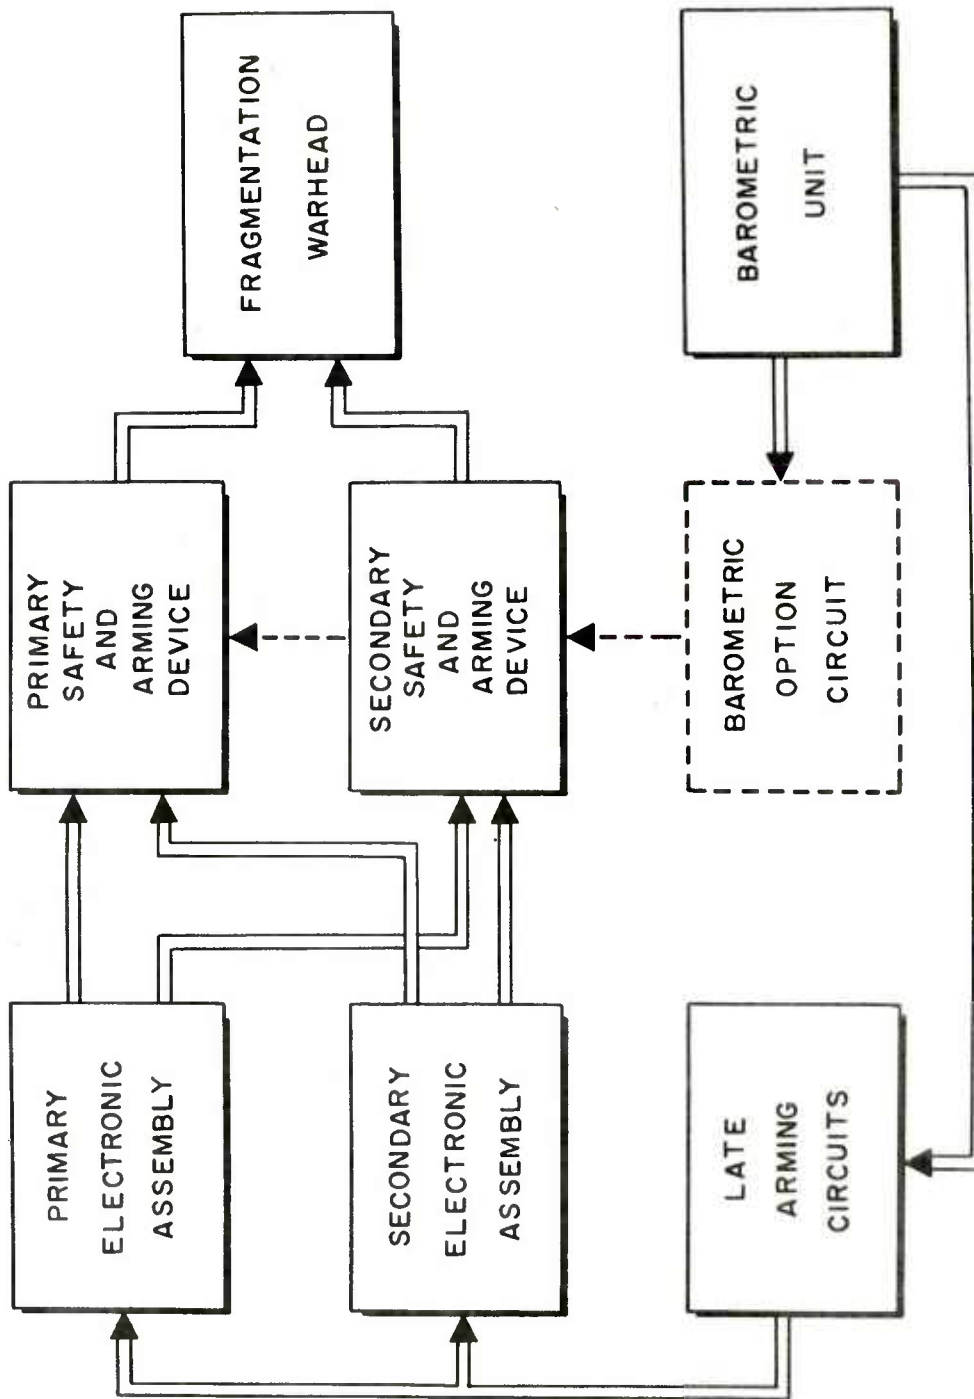 PRIMARY
ELECTRONIC
ASSEMBLY
PRIMARY
SAFETY
AND
ARMING
DEVICE
FRAGMENTATION
WARHEAD
SECONDARY
ELECTRONIC
ASSEMBLY
SECONDARY
SAFETY
AND
ARMING
DEVICE
LATE
ARMING
CIRCUITS
BAROMETRIC
OPTION
CIRCUIT
BAROMETRIC
UNIT